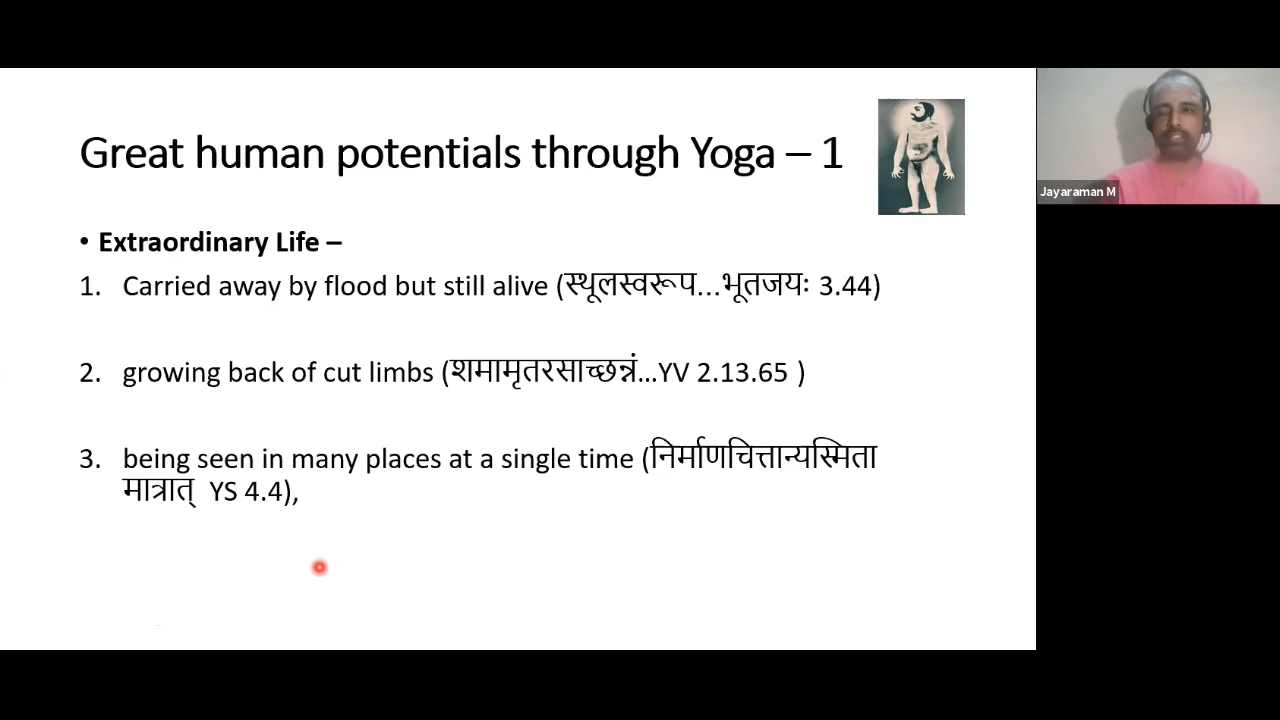 Great human potentials through Yoga – 1
• Extraordinary Life –
1. Carried away by flood but still alive (स्थूलस्वरूप...भूतजयः 3.44)
2. growing back of cut limbs (शमामृतरसाच्छन्नं...YV 2.13.65 )
3. being seen in many places at a single time (निर्माणचित्तान्यस्मिता
मात्रात् YS 4.4),
Jayaraman M